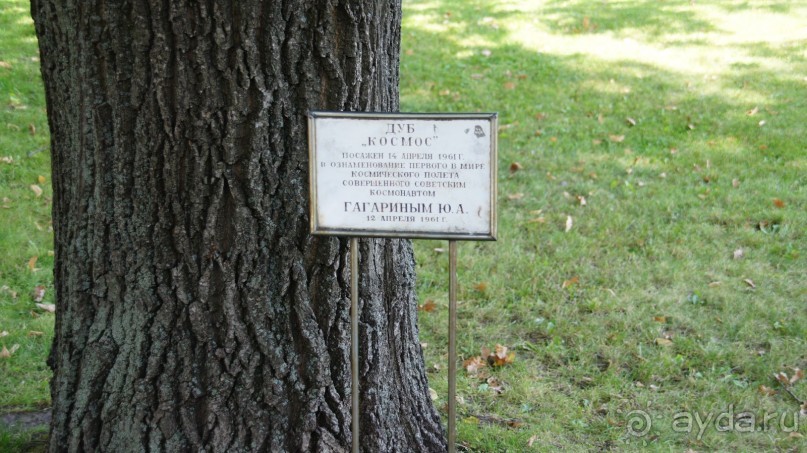 ДУБ
„КОСМОС"
ПОСАЖЕН 14 АПРЕЛЯ 1961 Г.
В ОЗНАМЕНОВАНИЕ ПЕРВОГО В МИРЕ
КОСМИЧЕСКОГО ПОЛЕТА
СОВЕРШЕННОГО СОВЕТСКИМ
КОСМОНАВТОМ
ГАГАРИНЫМ Ю.А.
12 АПРЕЛЯ 1961 Г.
ayda.ru